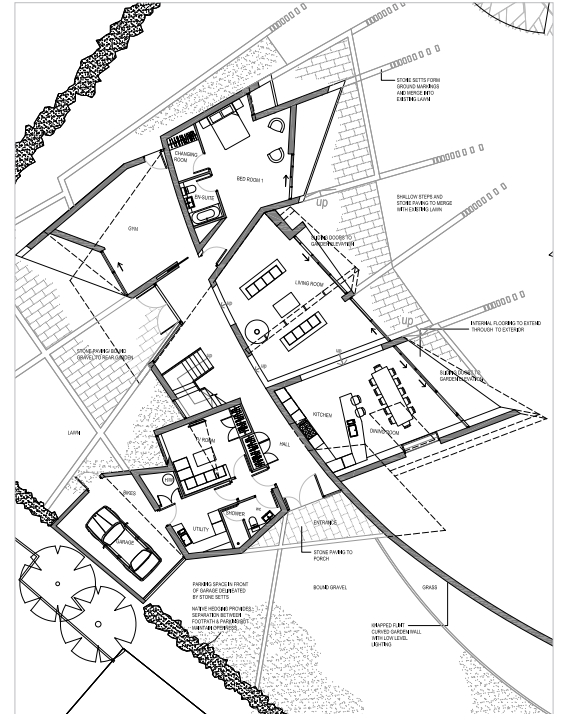 STONE SETTS FORM
GROUND MARKINGS
AND MERGE INTO
EXISTING LAWN
CHANGING
ROOM
BED ROOM 1
EN-SUITE
up
SHALLOW STEPS AND
STONE PAVING TO MERGE
WITH EXISTING LAWN
GYM
SLIDING DOORS TO
GARDEN ELEVATION
LIVING ROOM
up
INTERNAL FLOORING TO EXTEND
THROUGH TO EXTERIOR
STONE PAVING/ BOUND
GRAVEL TO REAR GARDEN
up
SLIDING DOORS TO
GARDEN ELEVATION
KITCHEN
DINING ROOM
LAWN
TV ROOM
HALL
BIKES
SHOWER
WC
UTILITY
ENTRANCE
GARAGE
STONE PAVING TO
PORCH
PARKING SPACE IN FRONT
OF GARAGE DELINEATED
BY STONE SETTS
BOUND GRAVEL
GRASS
NATIVE HEDGING PROVIDES
SEPARATION BETWEEN
FOOTPATH & PARKING BUT
MAINTAIN OPENNESS
KNAPPED FLINT
CURVED GARDEN WALL
WITH LOW LEVEL
LIGHTING